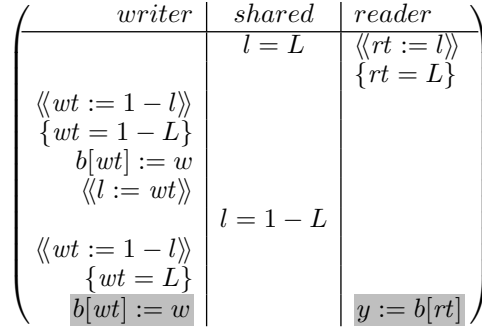 writer shared reader
l = L ⟪rt := l⟫
{rt = L}
⟪wt := 1 − l⟫
{wt = 1 − L}
b[wt] := w
⟪l := wt⟫
l = 1 − L
⟪wt := 1 − l⟫
{wt = L}
b[wt] := w y := b[rt]